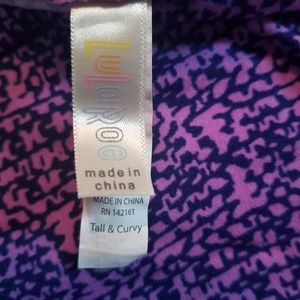 LuLaRoe
made in
china
MADE IN CHINA
RN 142161
Tall & Curvy